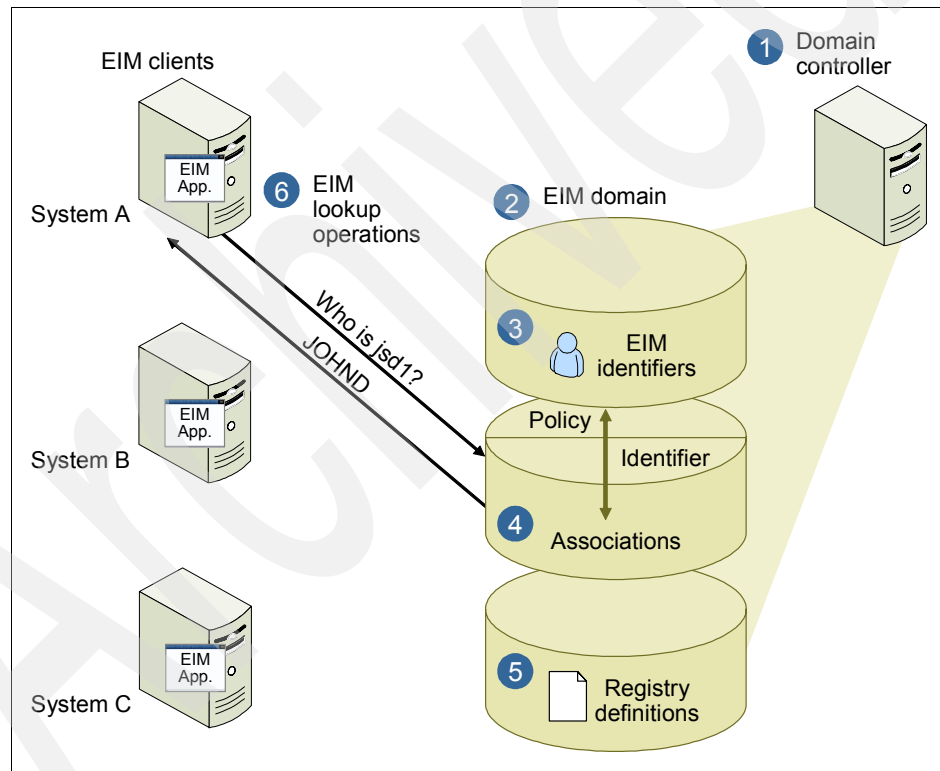 1
Domain
controller
EIM clients
EIM
App.
System A
6
EIM
lookup
operations
2
EIM domain
Who is jsd1?
JOHND
3
EIM
identifiers
Policy
Identifier
EIM
App.
System B
4
Associations
EIM
App.
System C
5
Registry
definitions
Archived